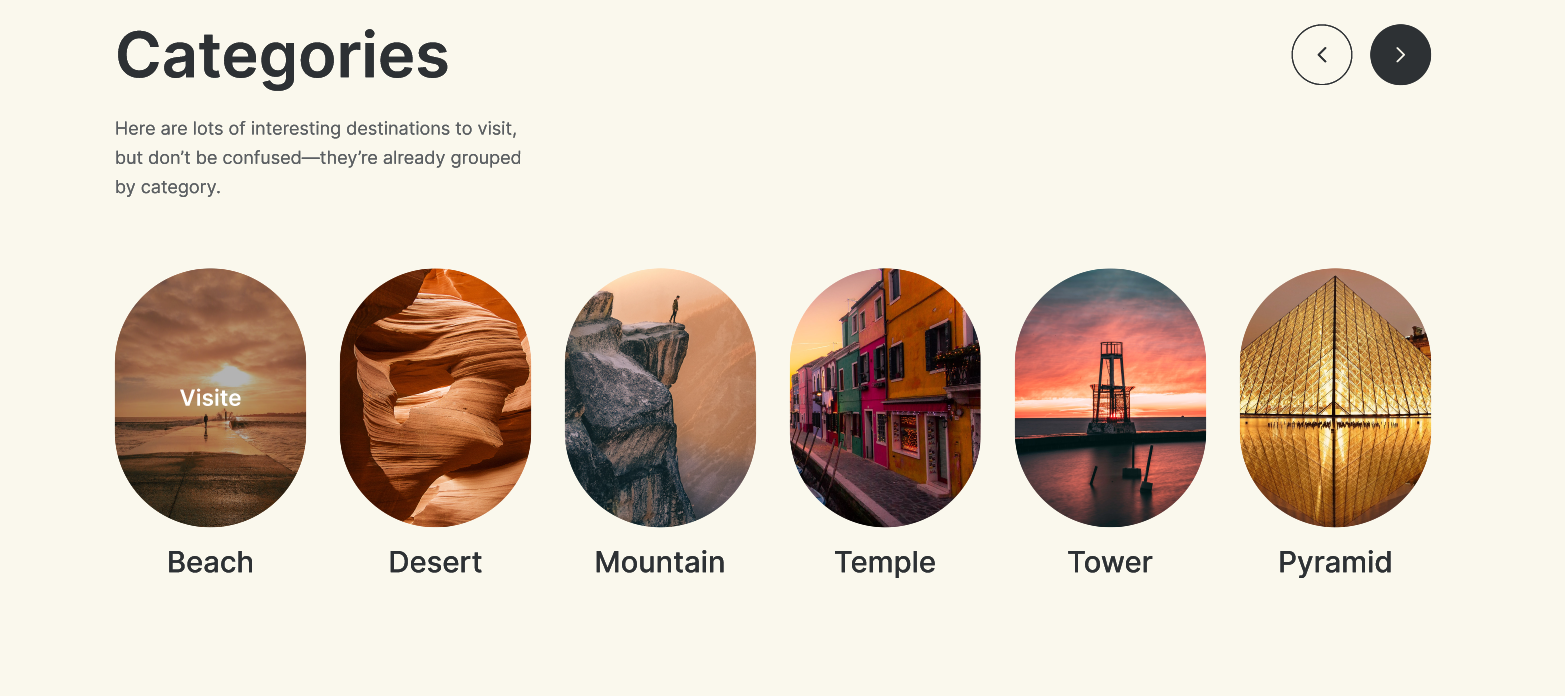 Categories
Here are lots of interesting destinations to visit,
but don’t be confused—they’re already grouped
by category.
Visite
Beach
Desert
Mountain
Temple
Tower
Pyramid